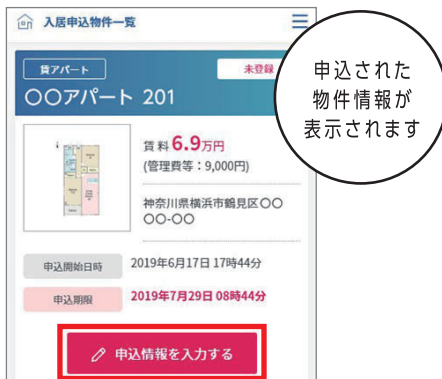 入居申込物件一覧
賃アパート
未登録
〇〇アパート 201
賃料6.9万円
(管理費等：9,000円)
神奈川県横浜市鶴見区〇〇
〇〇-〇〇
申込開始日時 2019年6月17日 17時44分
申込期限 2019年7月29日 08時44分
申込情報を入力する
申込された
物件情報が
表示されます